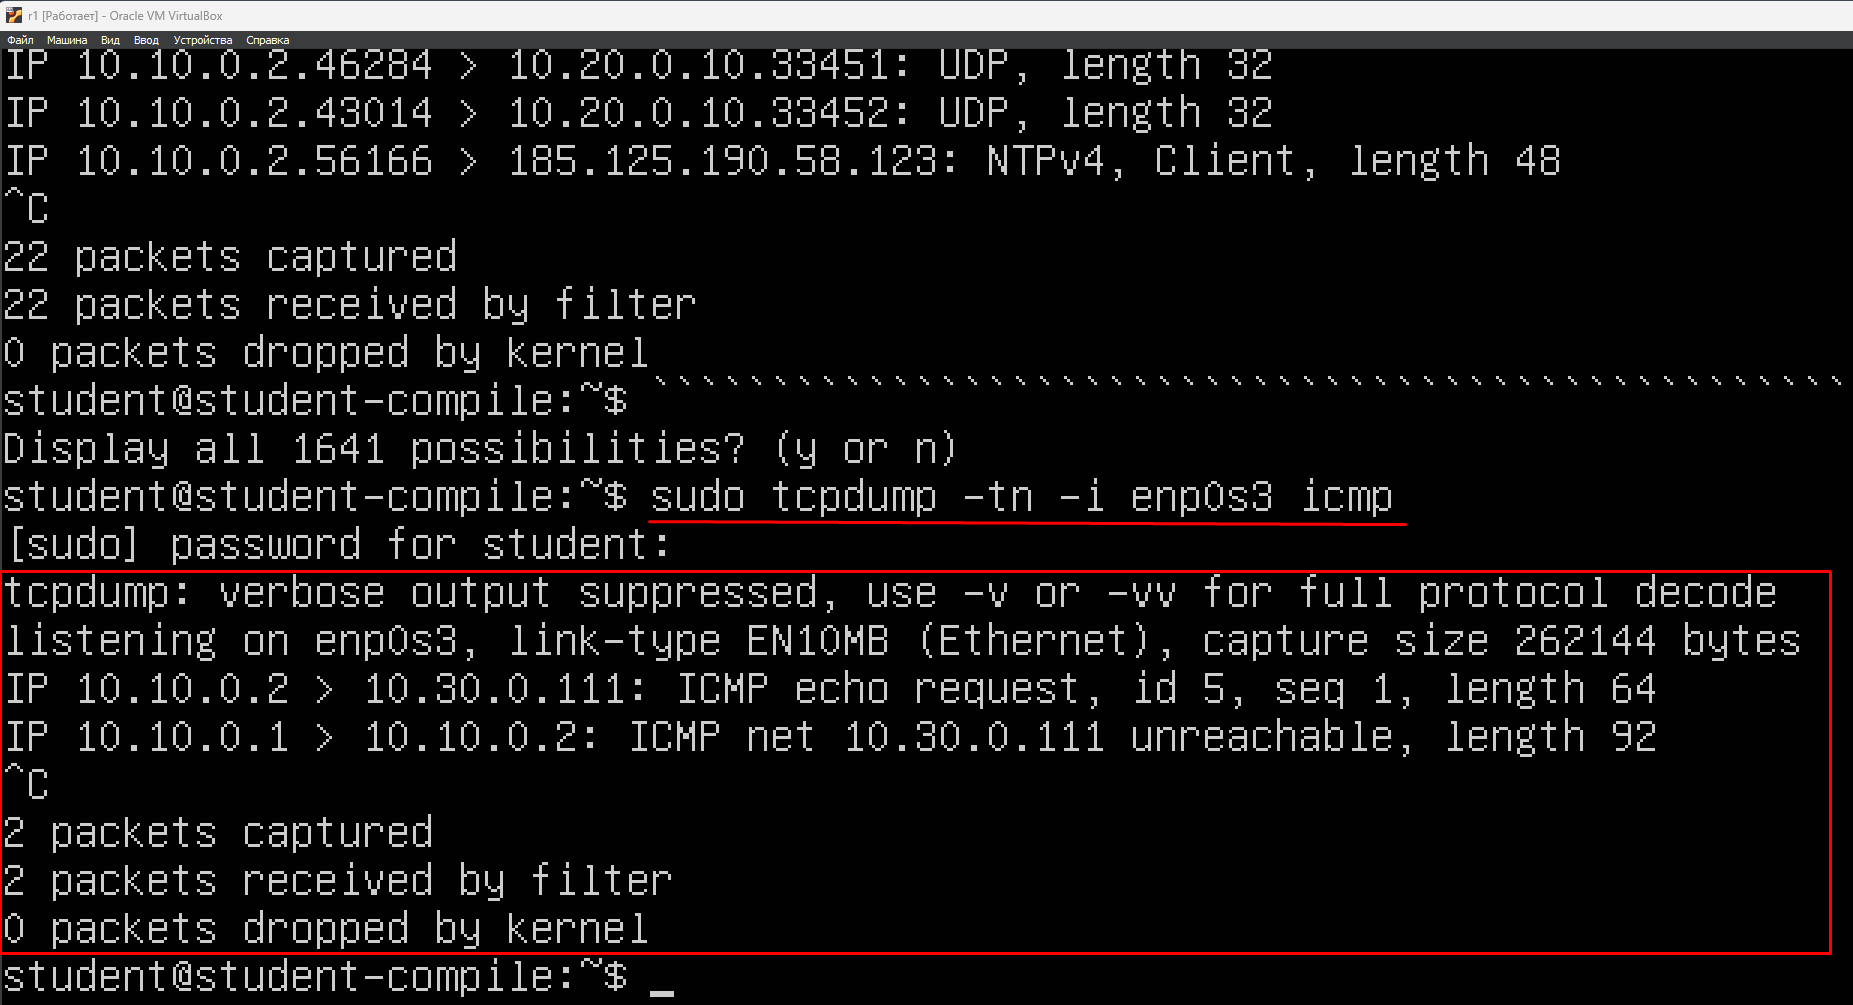 r1 [Работает] - Oracle VM VirtualBox
Файл Машина Вид Ввод Устройства Справка
IP 10.10.0.2.46284 > 10.20.0.10.33451: UDP, length 32
IP 10.10.0.2.43014 > 10.20.0.10.33452: UDP, length 32
IP 10.10.0.2.56166 > 185.125.190.58.123: NTPv4, Client, length 48
^C
22 packets captured
22 packets received by filter
0 packets dropped by kernel
student@student-compile:~$ ``````````````````````````````````````````````````
Display all 1641 possibilities? (y or n)
student@student-compile:~$ sudo tcpdump -tn -i enp0s3 icmp
[sudo] password for student:
tcpdump: verbose output suppressed, use -v or -vv for full protocol decode
listening on enp0s3, link-type EN10MB (Ethernet), capture size 262144 bytes
IP 10.10.0.2 > 10.30.0.111: ICMP echo request, id 5, seq 1, length 64
IP 10.10.0.1 > 10.10.0.2: ICMP net 10.30.0.111 unreachable, length 92
^C
2 packets captured
2 packets received by filter
0 packets dropped by kernel
student@student-compile:~$ _